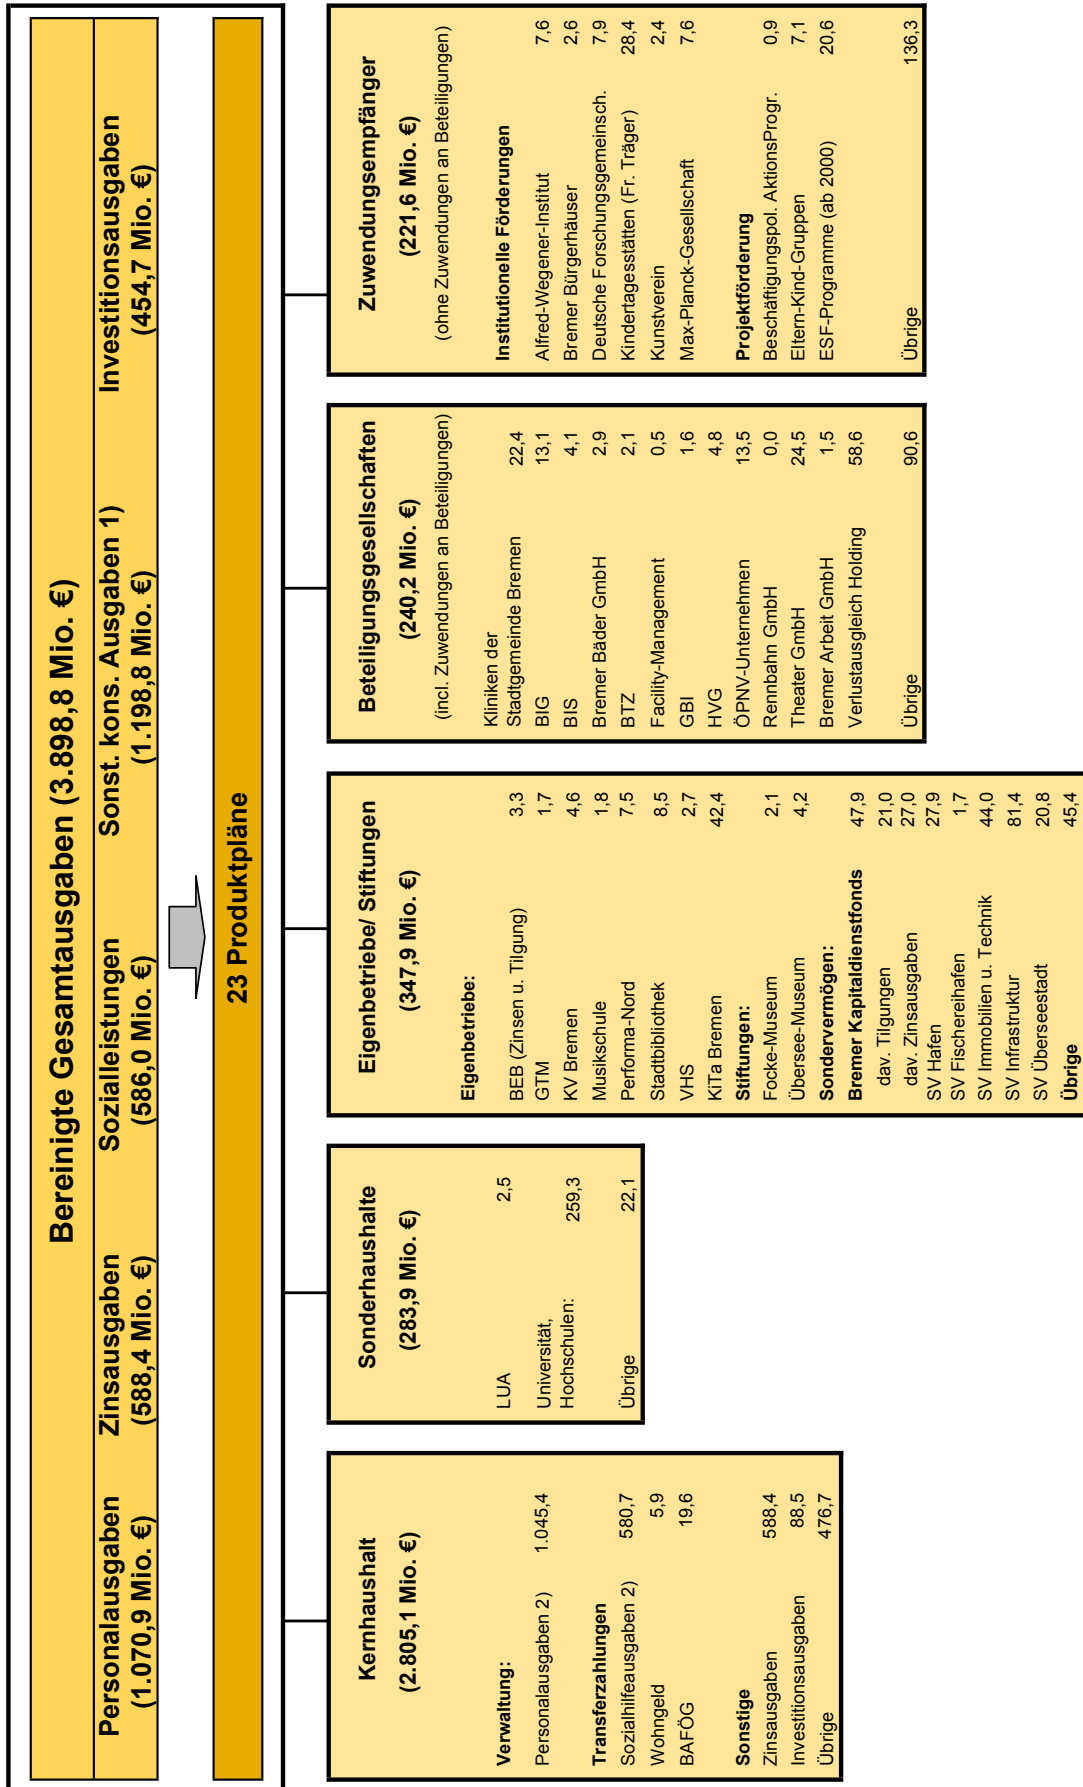 Bereinigte Gesamtausgaben (3.898,8 Mio. €)
Personalausgaben Zinsausgaben Sozialleistungen Sonst. kons. Ausgaben 1) Investitionsausgaben
(1.070,9 Mio. €) (588,4 Mio. €) (586,0 Mio. €) (1.198,8 Mio. €) (454,7 Mio. €)
23 Produktpläne
Kernhaushalt
(2.805,1 Mio. €)
Verwaltung:
Personalausgaben 2) 1.045,4
Transferzahlungen
Sozialhilfeausgaben 2) 580,7
Wohngeld 5,9
BAFÖG 19,6
Sonstige
Zinsausgaben 588,4
Investitionsausgaben 88,5
Übrige 476,7
Sonderhaushalte
(283,9 Mio. €)
LUA 2,5
Universität,
Hochschulen: 259,3
Übrige 22,1
Eigenbetriebe/ Stiftungen
(347,9 Mio. €)
Eigenbetriebe:
BEB (Zinsen u. Tilgung) 3,3
GTM 1,7
KV Bremen 4,6
Musikschule 1,8
Performa-Nord 7,5
Stadtbibliothek 8,5
VHS 2,7
KiTa Bremen 42,4
Stiftungen:
Focke-Museum 2,1
Übersee-Museum 4,2
Sondervermögen:
Bremer Kapitaldienstfonds 47,9
dav. Tilgungen 21,0
dav. Zinsausgaben 27,0
SV Hafen 27,9
SV Fischereihafen 1,7
SV Immobilien u. Technik 44,0
SV Infrastruktur 81,4
SV Überseestadt 20,8
Übrige 45,4
Beteiligungsgesellschaften
(240,2 Mio. €)
(incl. Zuwendungen an Beteiligungen)
Kliniken der
Stadtgemeinde Bremen 22,4
BIG 13,1
BIS 4,1
Bremer Bäder GmbH 2,9
BTZ 2,1
Facility-Management 0,5
GBI 1,6
HVG 4,8
ÖPNV-Unternehmen 13,5
Rennbahn GmbH 0,0
Theater GmbH 24,5
Bremer Arbeit GmbH 1,5
Verlustausgleich Holding 58,6
Übrige 90,6
Zuwendungsempfänger
(221,6 Mio. €)
(ohne Zuwendungen an Beteiligungen)
Institutionelle Förderungen
Alfred-Wegener-Institut 7,6
Bremer Bürgerhäuser 2,6
Deutsche Forschungsgemeinsch. 7,9
Kindertagesstätten (Fr. Träger) 28,4
Kunstverein 2,4
Max-Planck-Gesellschaft 7,6
Projektförderung
Beschäftigungspol. AktionsProgr. 0,9
Eltern-Kind-Gruppen 7,1
ESF-Programme (ab 2000) 20,6
Übrige 136,3